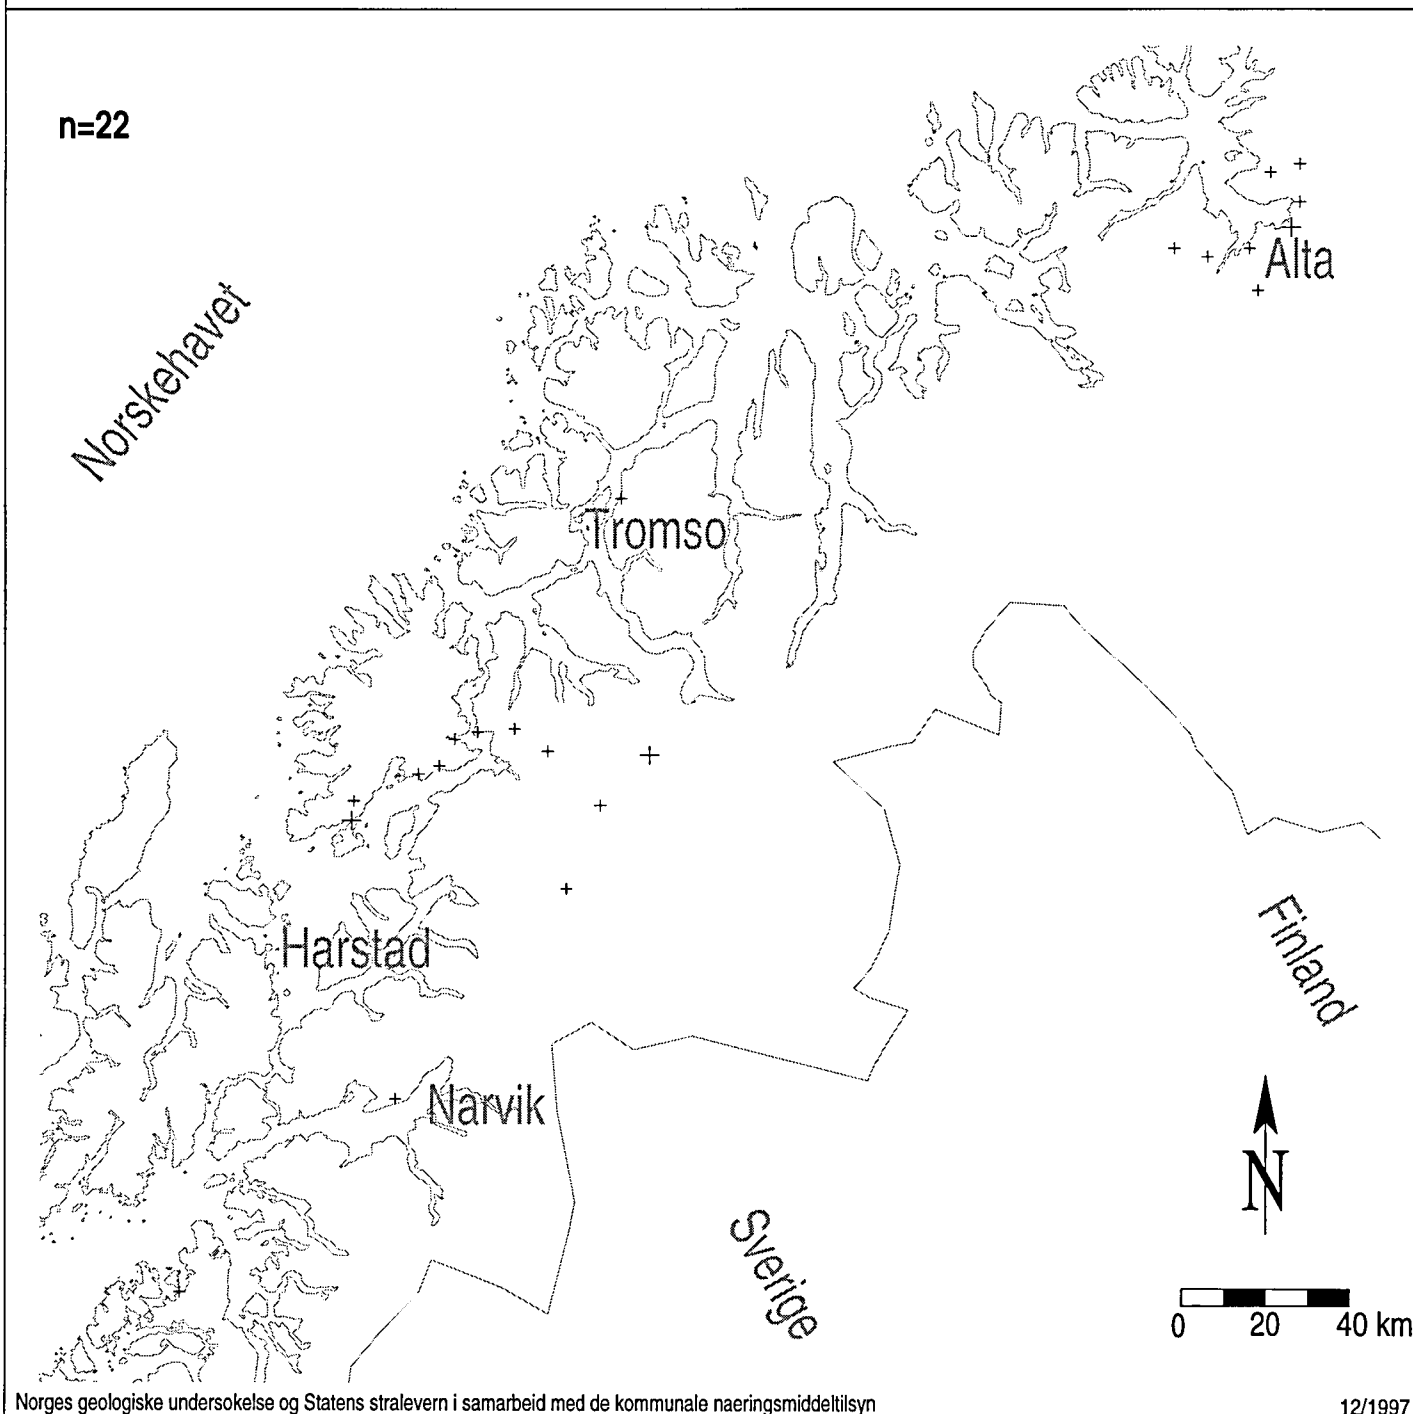 n=22
Norskehavet
Alta
Tromso
Harstad
Finland
Narvik
N
Sverige
0 20 40 km
Norges geologiske undersokelse og Statens stralevern i samarbeid med de kommunale naeringsmiddeltilsyn
12/1997